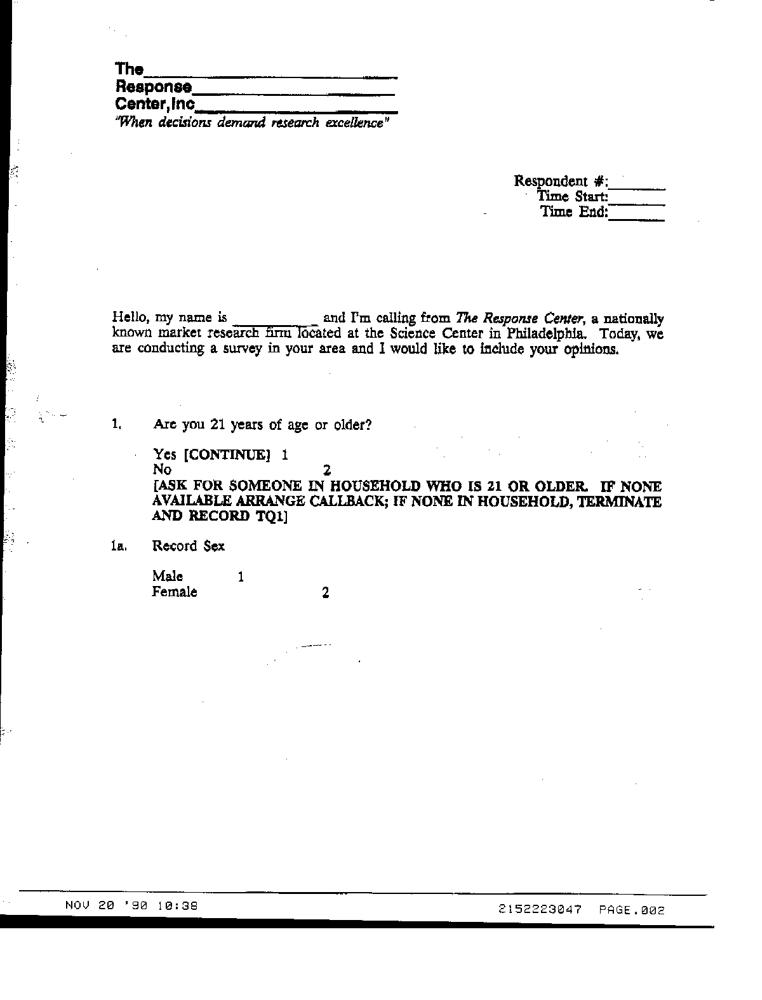 The
Response
Center,Inc
"When decisions demand research excellence"
Respondent #:
Time Start:
Time End:
Hello, my name is __________ and I'm calling from The Response Center, a nationally
known market research firm located at the Science Center in Philadelphia. Today, we
are conducting a survey in your area and I would like to include your opinions.
1. Are you 21 years of age or older?
Yes [CONTINUE] 1
No 2
[ASK FOR SOMEONE IN HOUSEHOLD WHO IS 21 OR OLDER. IF NONE
AVAILABLE ARRANGE CALLBACK; IF NONE IN HOUSEHOLD, TERMINATE
AND RECORD TQ1]
1a. Record Sex
Male 1
Female 2
NOV 20 '90 10:38 2152223047 PAGE.002